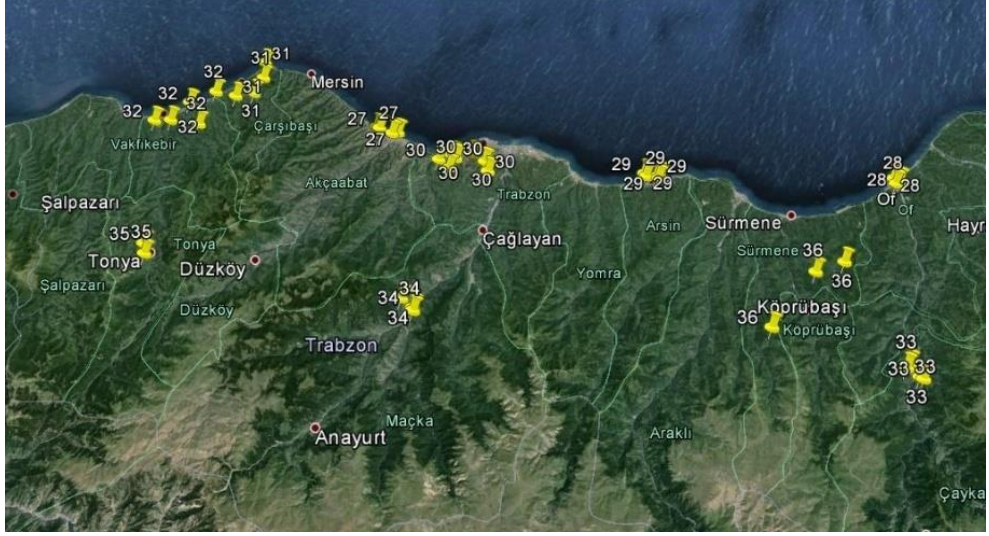 31
31
32
31
Mersin
32
32
31
32
32
Çarşıbaşı
Vakfıkebir
27
27
27
30
30
30
30
30
Akçaabat
Trabzon
29
29
29
29
29
28
28
28
Of
Of
Şalpazarı
Arsin
Sürmene
Hayr
35
35
Tonya
Tonya
Düzköy
Çağlayan
Sürmene
36
36
Şalpazarı
Düzköy
Yomra
34
34
34
Köprübaşı
36
Köprübaşı
Trabzon
33
33
33
33
Maçka
Anayurt
Araklı
Çayka